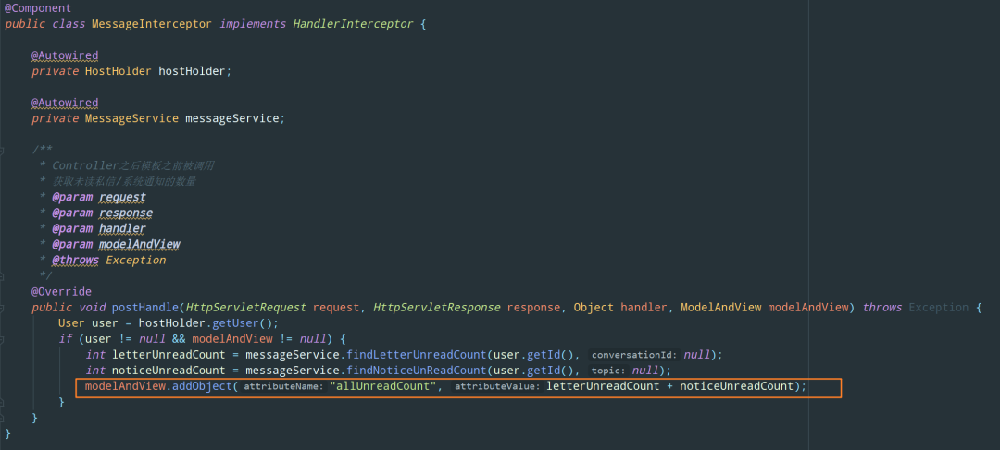 @Component
public class MessageInterceptor implements HandlerInterceptor {
@Autowired
private HostHolder hostHolder;
@Autowired
private MessageService messageService;
/**
* Controller之后模板之前被调用
* 获取未读私信/系统通知的数量
* @param request
* @param response
* @param handler
* @param modelAndView
* @throws Exception
*/
@Override
public void postHandle(HttpServletRequest request, HttpServletResponse response, Object handler, ModelAndView modelAndView) throws Exception {
User user = hostHolder.getUser();
if (user != null && modelAndView != null) {
int letterUnreadCount = messageService.findLetterUnreadCount(user.getId(), conversationId: null);
int noticeUnreadCount = messageService.findNoticeUnReadCount(user.getId(), topic: null);
modelAndView.addObject( attributeName: "allUnreadCount", attributeValue: letterUnreadCount + noticeUnreadCount);
}
}
}